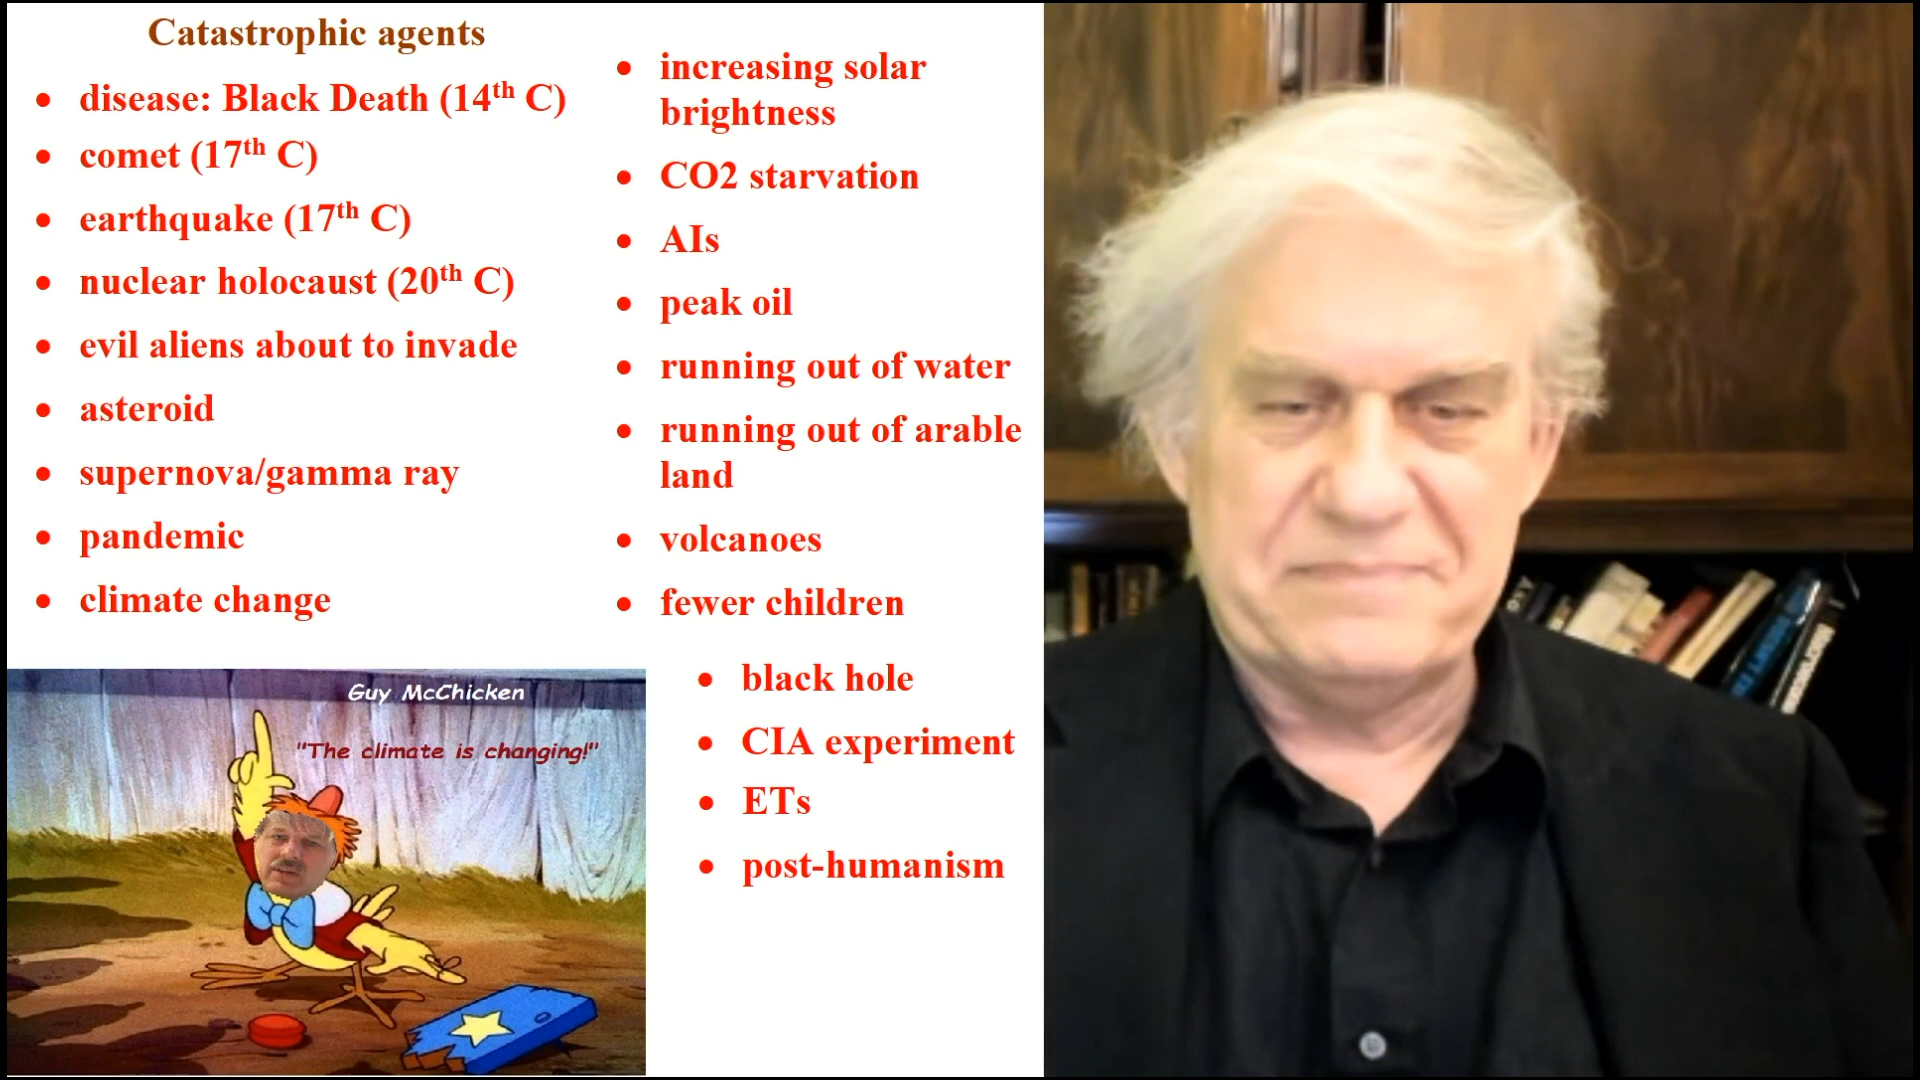 Catastrophic agents
• disease: Black Death (14th C)
• comet (17th C)
• earthquake (17th C)
• nuclear holocaust (20th C)
• evil aliens about to invade
• asteroid
• supernova/gamma ray
• pandemic
• climate change
• increasing solar
brightness
• CO2 starvation
• AIs
• peak oil
• running out of water
• running out of arable
land
• volcanoes
• fewer children
• black hole
• CIA experiment
• ETs
• post-humanism
Guy McChicken
"The climate is changing!"